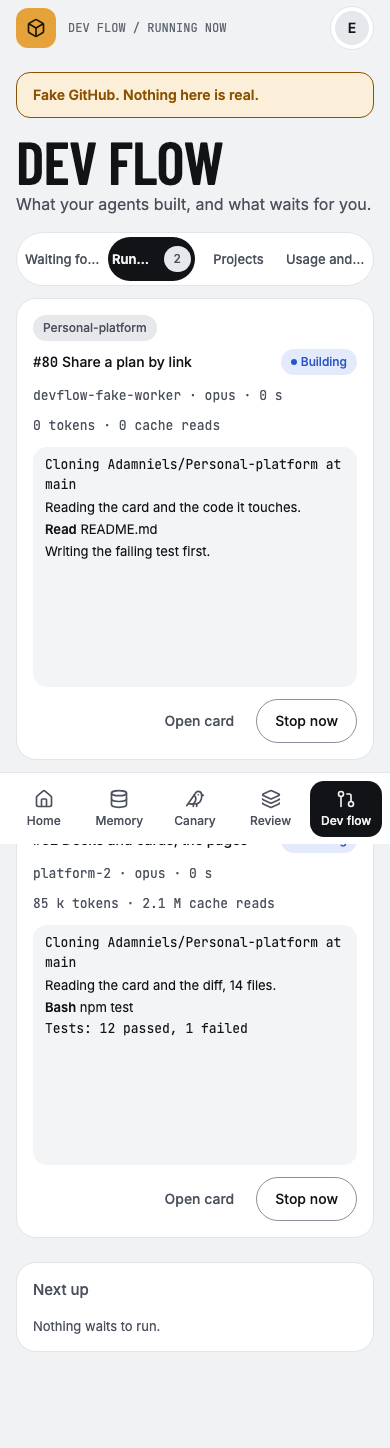 DEV FLOW / RUNNING NOW
E
Fake GitHub. Nothing here is real.
DEV FLOW
What your agents built, and what waits for you.
Waiting fo... Run... 2 Projects Usage and...
Personal-platform
#80 Share a plan by link
Building
devflow-fake-worker · opus · 0 s
0 tokens · 0 cache reads
Cloning Adamniels/Personal-platform at
main
Reading the card and the code it touches.
Read README.md
Writing the failing test first.
Open card Stop now
Home Memory Canary Review Dev flow
platform-2 · opus · 0 s
85 k tokens · 2.1 M cache reads
Cloning Adamniels/Personal-platform at
main
Reading the card and the diff, 14 files.
Bash npm test
Tests: 12 passed, 1 failed
Open card Stop now
Next up
Nothing waits to run.